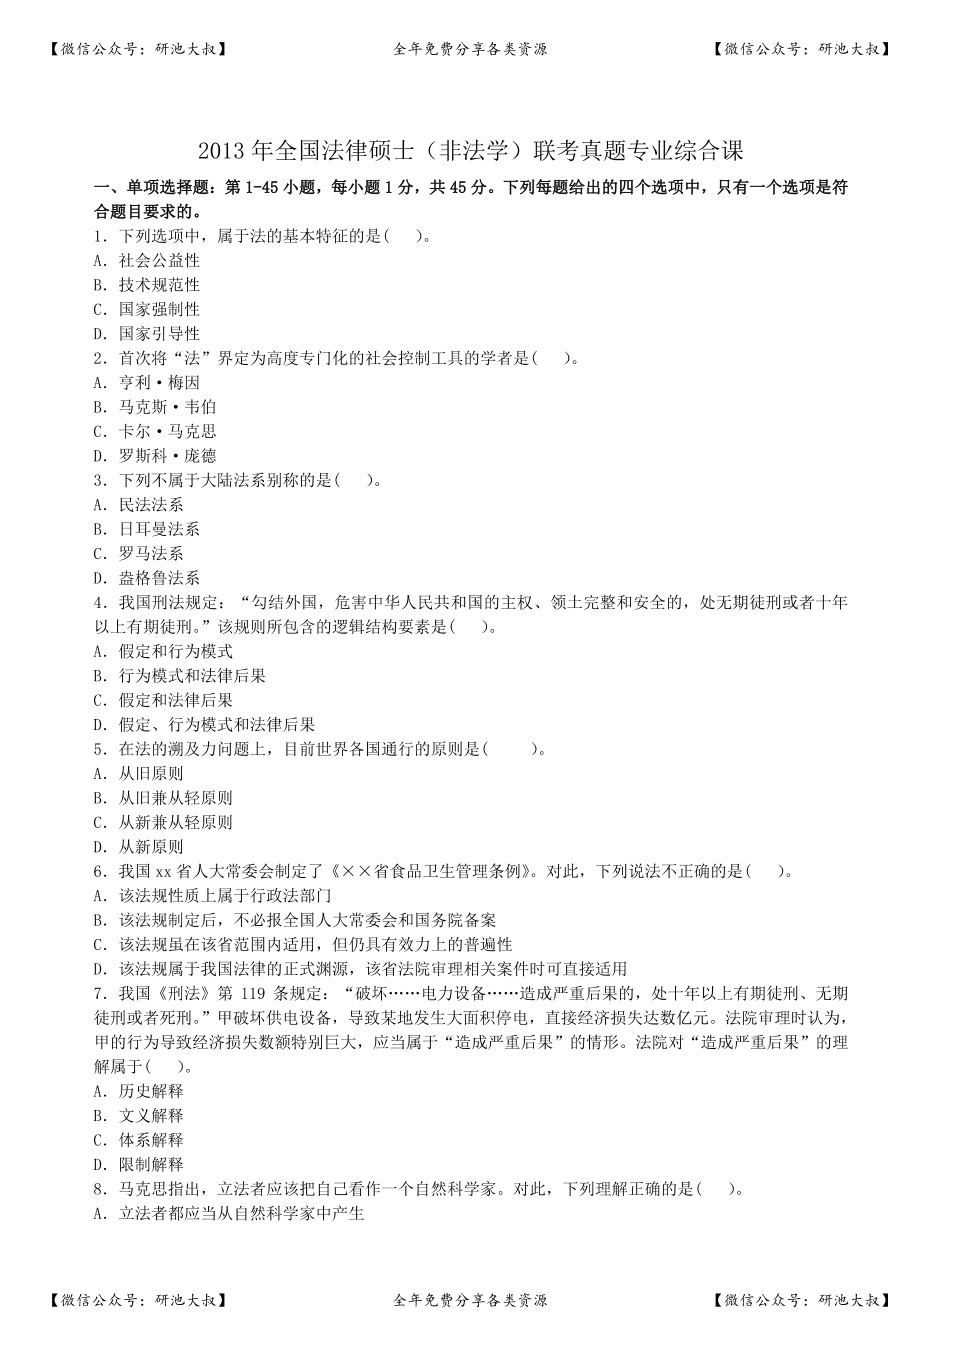 【微信公众号：研池大叔】 全年免费分享各类资源 【微信公众号：研池大叔】
2013 年全国法律硕士（非法学）联考真题专业综合课
一、单项选择题：第 1-45 小题，每小题 1 分，共 45 分。下列每题给出的四个选项中，只有一个选项是符
合题目要求的。
1．下列选项中，属于法的基本特征的是(   )。
A．社会公益性
B．技术规范性
C．国家强制性
D．国家引导性
2．首次将“法”界定为高度专门化的社会控制工具的学者是(   )。
A．亨利·梅因
B．马克斯·韦伯
C．卡尔·马克思
D．罗斯科·庞德
3．下列不属于大陆法系别称的是(   )。
A．民法法系
B．日耳曼法系
C．罗马法系
D．盎格鲁法系
4．我国刑法规定：“勾结外国，危害中华人民共和国的主权、领土完整和安全的，处无期徒刑或者十年
以上有期徒刑。”该规则所包含的逻辑结构要素是(   )。
A．假定和行为模式
B．行为模式和法律后果
C．假定和法律后果
D．假定、行为模式和法律后果
5．在法的溯及力问题上，目前世界各国通行的原则是(     )。
A．从旧原则
B．从旧兼从轻原则
C．从新兼从轻原则
D．从新原则
6．我国 xx 省人大常委会制定了《××省食品卫生管理条例》。对此，下列说法不正确的是(   )。
A．该法规性质上属于行政法部门
B．该法规制定后，不必报全国人大常委会和国务院备案
C．该法规虽在该省范围内适用，但仍具有效力上的普遍性
D．该法规属于我国法律的正式渊源，该省法院审理相关案件时可直接适用
7．我国《刑法》第 119 条规定：“破坏……电力设备……造成严重后果的，处十年以上有期徒刑、无期
徒刑或者死刑。”甲破坏供电设备，导致某地发生大面积停电，直接经济损失达数亿元。法院审理时认为，
甲的行为导致经济损失数额特别巨大，应当属于“造成严重后果”的情形。法院对“造成严重后果”的理
解属于(   )。
A．历史解释
B．文义解释
C．体系解释
D．限制解释
8．马克思指出，立法者应该把自己看作一个自然科学家。对此，下列理解正确的是(   )。
A．立法者都应当从自然科学家中产生
【微信公众号：研池大叔】 全年免费分享各类资源 【微信公众号：研池大叔】